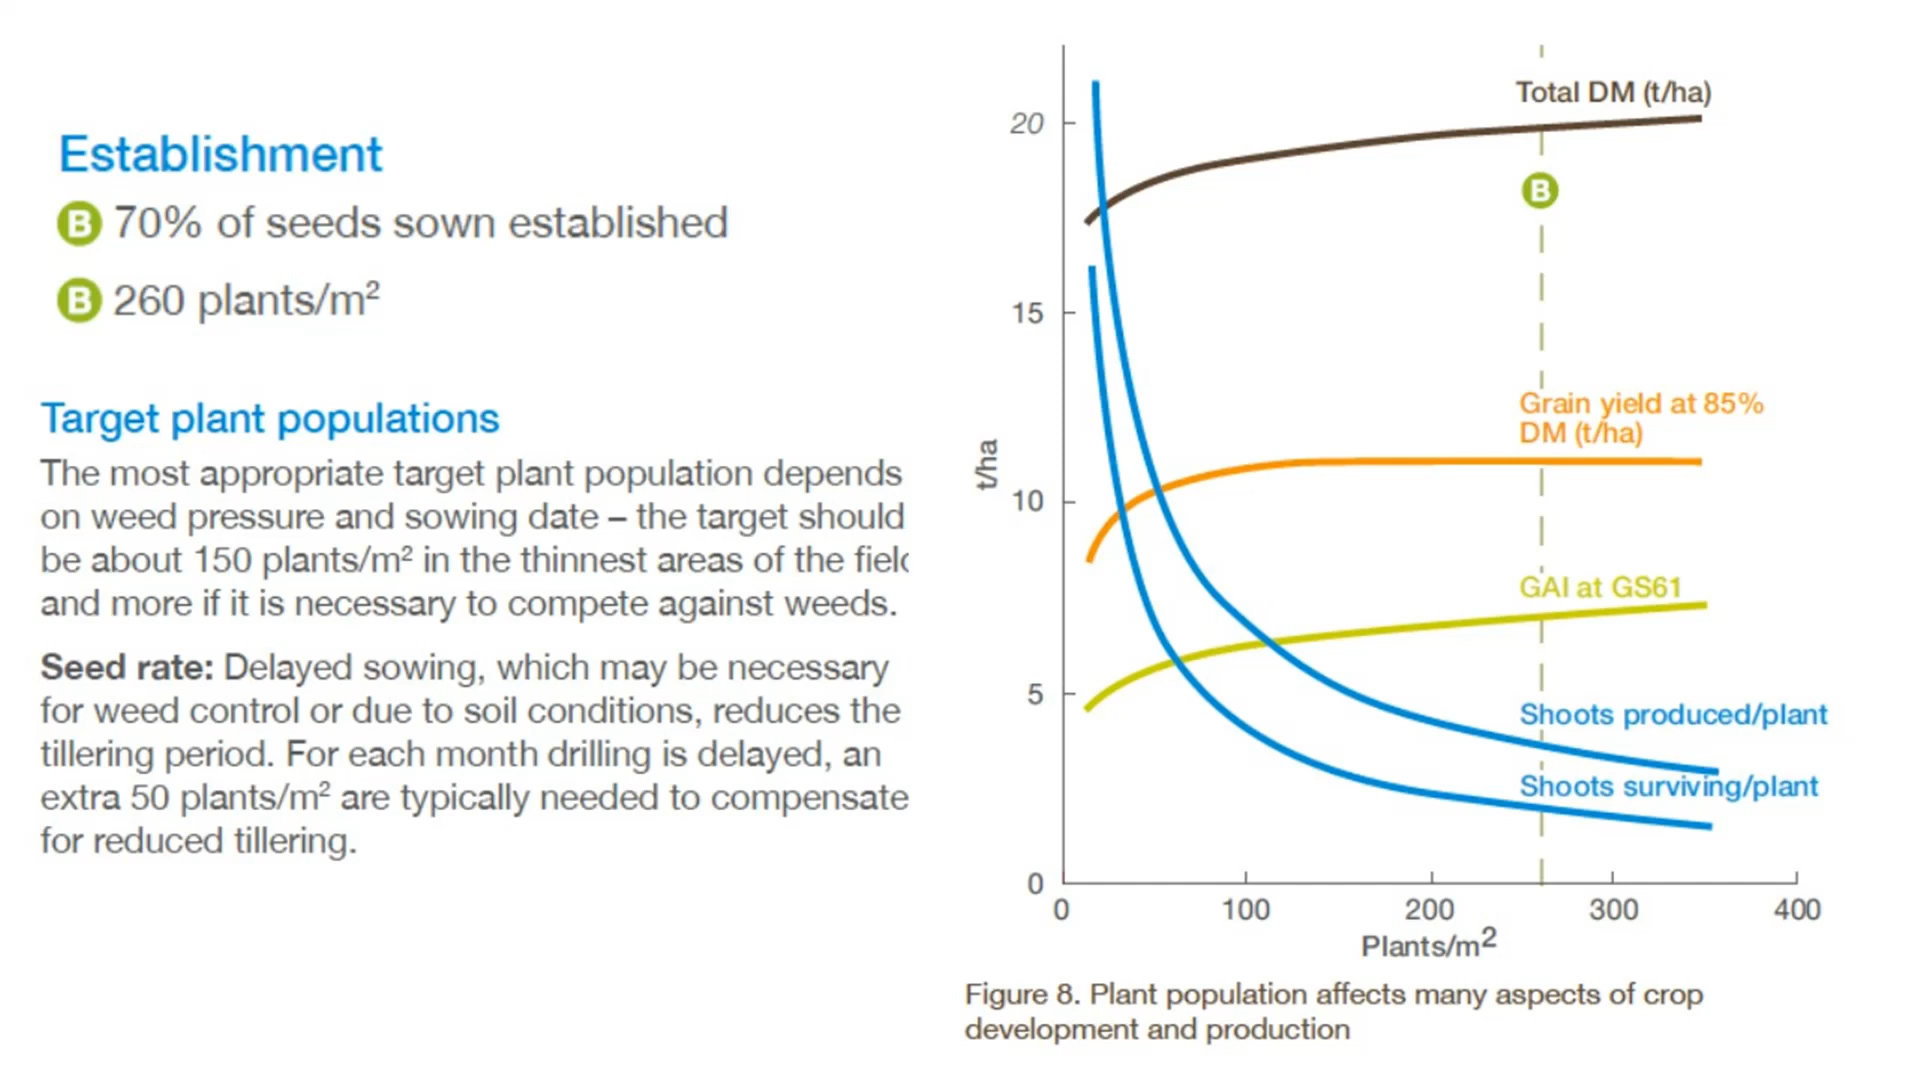 Establishment
B 70% of seeds sown established
B 260 plants/m²
Target plant populations
The most appropriate target plant population depends
on weed pressure and sowing date – the target should
be about 150 plants/m² in the thinnest areas of the fiel
and more if it is necessary to compete against weeds.
Seed rate: Delayed sowing, which may be necessary
for weed control or due to soil conditions, reduces the
tillering period. For each month drilling is delayed, an
extra 50 plants/m² are typically needed to compensate
for reduced tillering.
Total DM (t/ha)
20
B
15
Grain yield at 85%
DM (t/ha)
t/ha
10
GAI at GS61
5
Shoots produced/plant
Shoots surviving/plant
0
0 100 200 300 400
Plants/m²
Figure 8. Plant population affects many aspects of crop
development and production